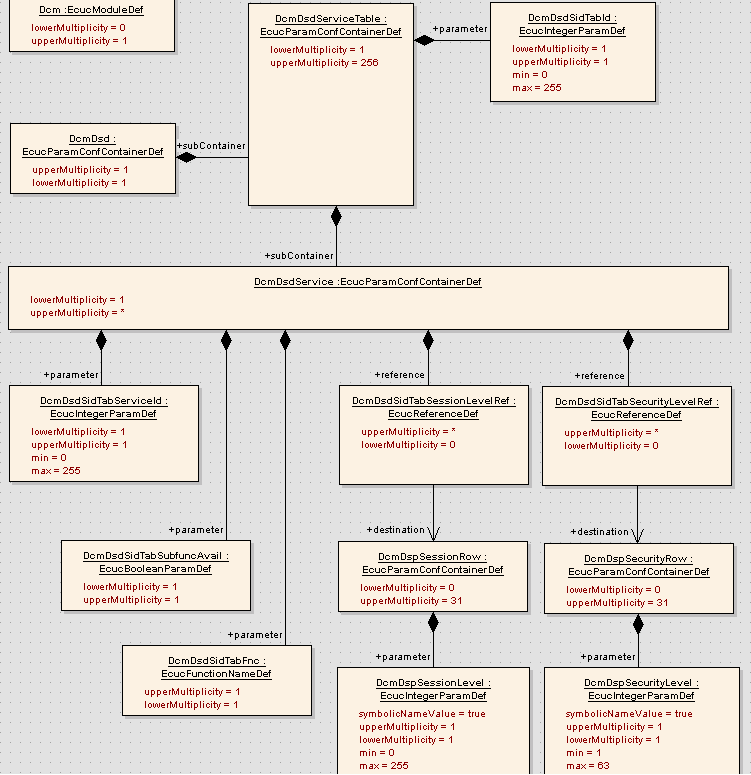 Dcm :EcucModuleDef
lowerMultiplicity = 0
upperMultiplicity = 1
DcmDsdServiceTable :
EcucParamConfContainerDef
lowerMultiplicity = 1
upperMultiplicity = 256
+parameter
DcmDsdSidTabId :
EcucIntegerParamDef
lowerMultiplicity = 1
upperMultiplicity = 1
min = 0
max = 255
DcmDsd :
EcucParamConfContainerDef
upperMultiplicity = 1
lowerMultiplicity = 1
+subContainer
+subContainer
DcmDsdService :EcucParamConfContainerDef
lowerMultiplicity = 1
upperMultiplicity = *
+parameter
+reference
+reference
DcmDsdSidTabServiceId :
EcucIntegerParamDef
lowerMultiplicity = 1
upperMultiplicity = 1
min = 0
max = 255
DcmDsdSidTabSessionLevelRef :
EcucReferenceDef
upperMultiplicity = *
lowerMultiplicity = 0
DcmDsdSidTabSecurityLevelRef :
EcucReferenceDef
upperMultiplicity = *
lowerMultiplicity = 0
+parameter
+destination
+destination
DcmDsdSidTabSubfuncAvail :
EcucBooleanParamDef
lowerMultiplicity = 1
upperMultiplicity = 1
DcmDspSessionRow :
EcucParamConfContainerDef
lowerMultiplicity = 0
upperMultiplicity = 31
DcmDspSecurityRow :
EcucParamConfContainerDef
lowerMultiplicity = 0
upperMultiplicity = 31
+parameter
+parameter
+parameter
DcmDsdSidTabFnc :
EcucFunctionNameDef
upperMultiplicity = 1
lowerMultiplicity = 1
DcmDspSessionLevel :
EcucIntegerParamDef
symbolicNameValue = true
upperMultiplicity = 1
lowerMultiplicity = 1
min = 0
max = 255
DcmDspSecurityLevel :
EcucIntegerParamDef
symbolicNameValue = true
upperMultiplicity = 1
lowerMultiplicity = 1
min = 1
max = 63